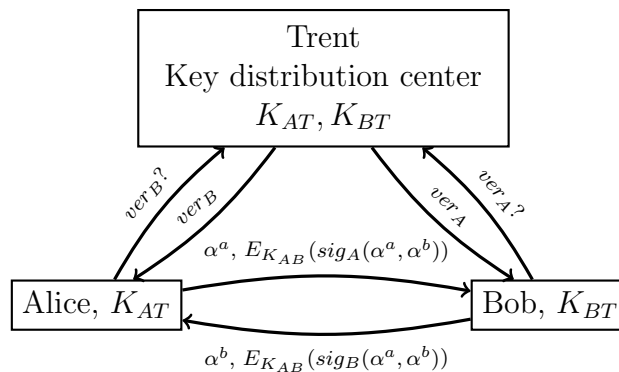 Trent
Key distribution center
K_{AT}, K_{BT}
ver_B?
ver_B
ver_A
ver_A?
α^a, E_{K_{AB}}(sig_A(α^a, α^b))
Alice, K_{AT}
Bob, K_{BT}
α^b, E_{K_{AB}}(sig_B(α^a, α^b))